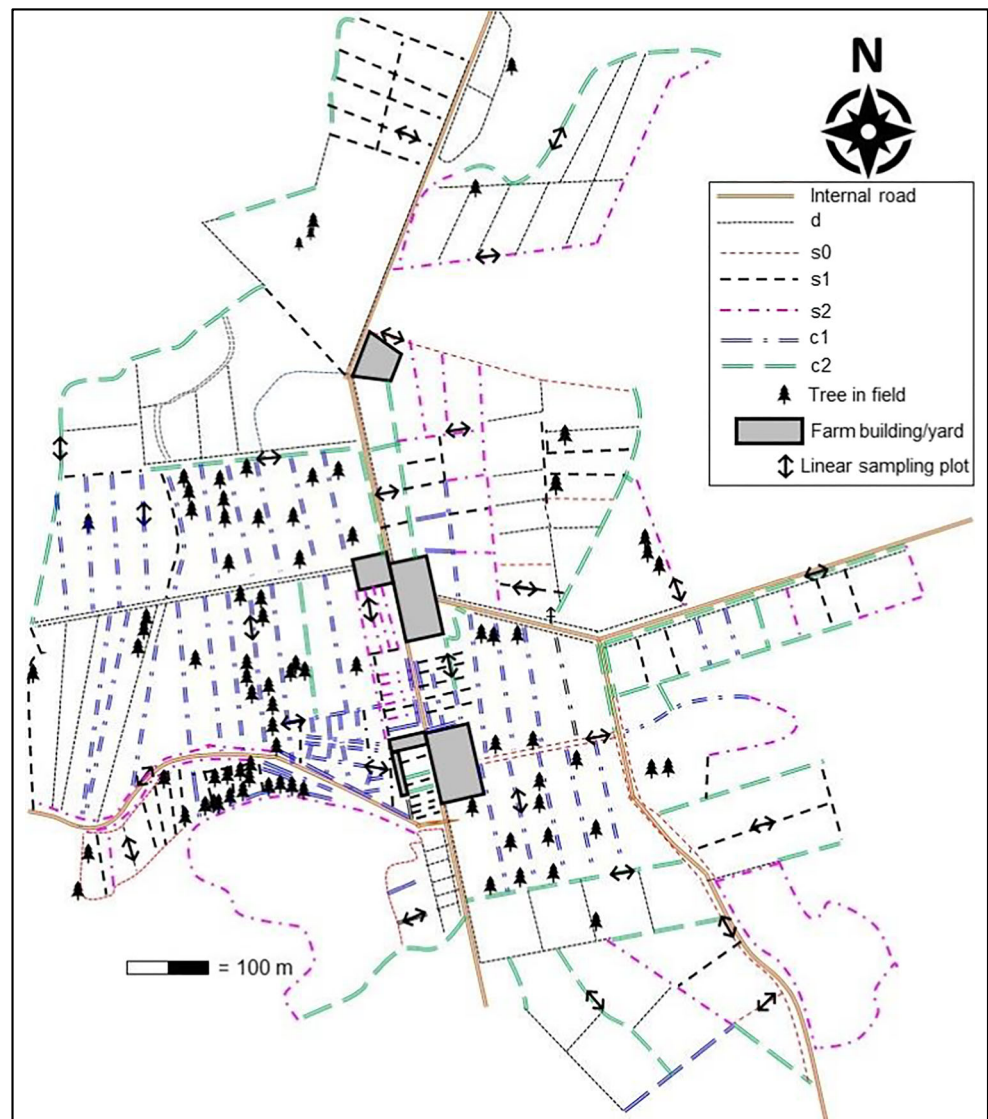 N
Internal road
d
s0
s1
s2
c1
c2
Tree in field
Farm building/yard
Linear sampling plot
= 100 m